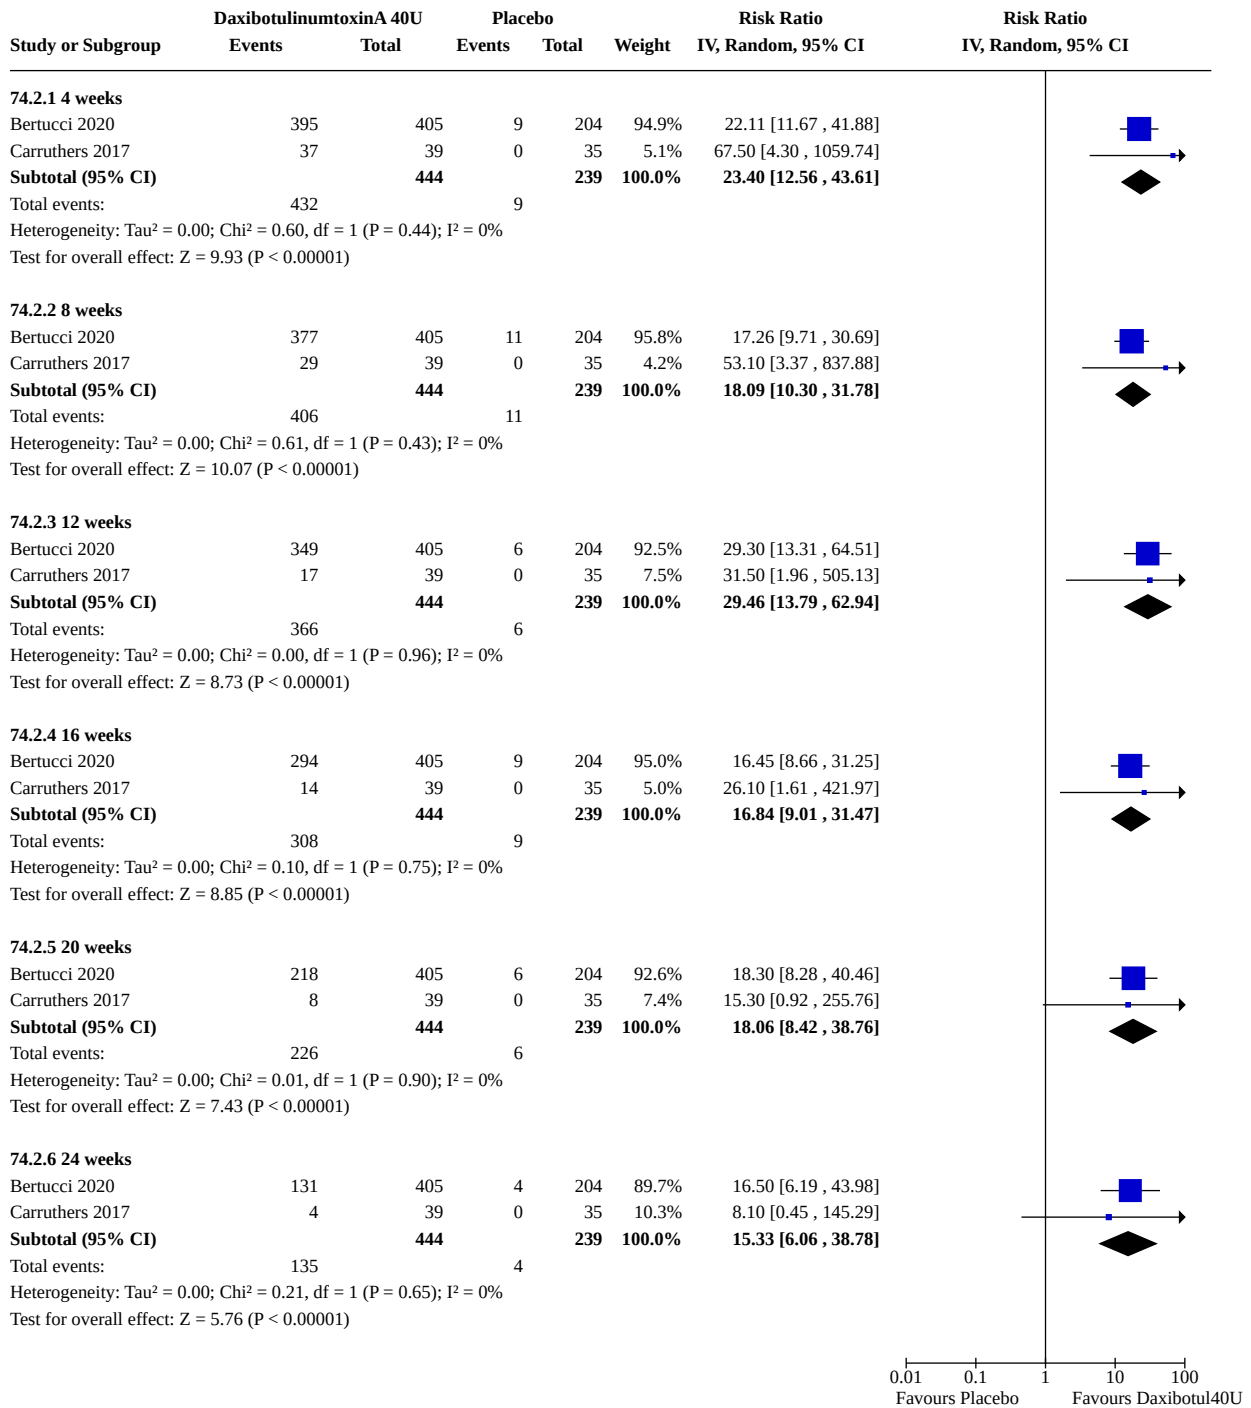 DaxibotulinumtoxinA 40U Placebo Risk Ratio Risk Ratio
Study or Subgroup Events Total Events Total Weight IV, Random, 95% CI IV, Random, 95% CI
74.2.1 4 weeks
Bertucci 2020 395 405 9 204 94.9% 22.11 [11.67 , 41.88]
Carruthers 2017 37 39 0 35 5.1% 67.50 [4.30 , 1059.74]
Subtotal (95% CI) 444 239 100.0% 23.40 [12.56 , 43.61]
Total events: 432 9
Heterogeneity: Tau² = 0.00; Chi² = 0.60, df = 1 (P = 0.44); I² = 0%
Test for overall effect: Z = 9.93 (P < 0.00001)
74.2.2 8 weeks
Bertucci 2020 377 405 11 204 95.8% 17.26 [9.71 , 30.69]
Carruthers 2017 29 39 0 35 4.2% 53.10 [3.37 , 837.88]
Subtotal (95% CI) 444 239 100.0% 18.09 [10.30 , 31.78]
Total events: 406 11
Heterogeneity: Tau² = 0.00; Chi² = 0.61, df = 1 (P = 0.43); I² = 0%
Test for overall effect: Z = 10.07 (P < 0.00001)
74.2.3 12 weeks
Bertucci 2020 349 405 6 204 92.5% 29.30 [13.31 , 64.51]
Carruthers 2017 17 39 0 35 7.5% 31.50 [1.96 , 505.13]
Subtotal (95% CI) 444 239 100.0% 29.46 [13.79 , 62.94]
Total events: 366 6
Heterogeneity: Tau² = 0.00; Chi² = 0.00, df = 1 (P = 0.96); I² = 0%
Test for overall effect: Z = 8.73 (P < 0.00001)
74.2.4 16 weeks
Bertucci 2020 294 405 9 204 95.0% 16.45 [8.66 , 31.25]
Carruthers 2017 14 39 0 35 5.0% 26.10 [1.61 , 421.97]
Subtotal (95% CI) 444 239 100.0% 16.84 [9.01 , 31.47]
Total events: 308 9
Heterogeneity: Tau² = 0.00; Chi² = 0.10, df = 1 (P = 0.75); I² = 0%
Test for overall effect: Z = 8.85 (P < 0.00001)
74.2.5 20 weeks
Bertucci 2020 218 405 6 204 92.6% 18.30 [8.28 , 40.46]
Carruthers 2017 8 39 0 35 7.4% 15.30 [0.92 , 255.76]
Subtotal (95% CI) 444 239 100.0% 18.06 [8.42 , 38.76]
Total events: 226 6
Heterogeneity: Tau² = 0.00; Chi² = 0.01, df = 1 (P = 0.90); I² = 0%
Test for overall effect: Z = 7.43 (P < 0.00001)
74.2.6 24 weeks
Bertucci 2020 131 405 4 204 89.7% 16.50 [6.19 , 43.98]
Carruthers 2017 4 39 0 35 10.3% 8.10 [0.45 , 145.29]
Subtotal (95% CI) 444 239 100.0% 15.33 [6.06 , 38.78]
Total events: 135 4
Heterogeneity: Tau² = 0.00; Chi² = 0.21, df = 1 (P = 0.65); I² = 0%
Test for overall effect: Z = 5.76 (P < 0.00001)
0.01 0.1 1 10 100
Favours Placebo Favours Daxibotul40U